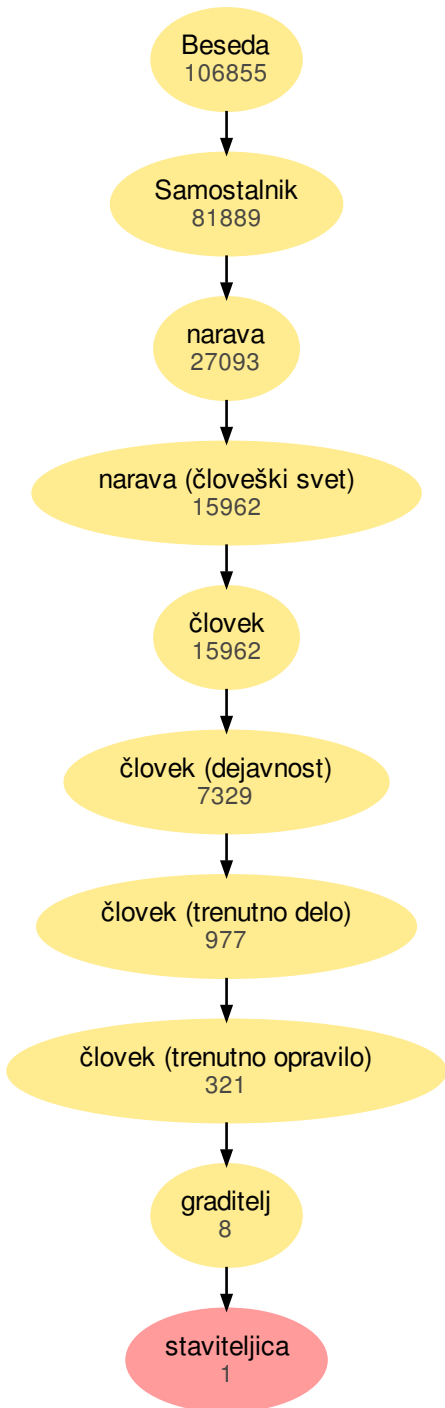 Beseda
106855
Samostalnik
81889
narava
27093
narava (človeški svet)
15962
človek
15962
človek (dejavnost)
7329
človek (trenutno delo)
977
človek (trenutno opravilo)
321
graditelj
8
staviteljica
1